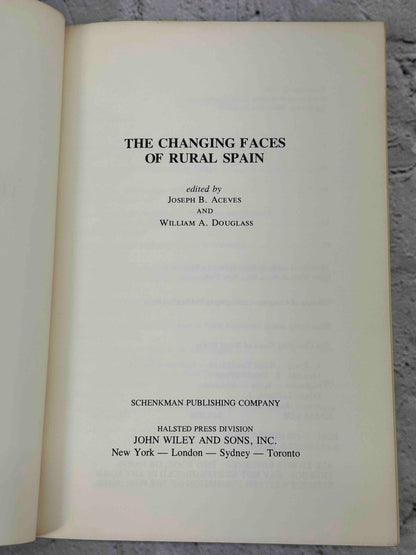 THE CHANGING FACES
OF RURAL SPAIN
edited by
JOSEPH B. ACEVES
AND
WILLIAM A. DOUGLASS
SCHENKMAN PUBLISHING COMPANY
HALSTED PRESS DIVISION
JOHN WILEY AND SONS, INC.
New York — London — Sydney — Toronto